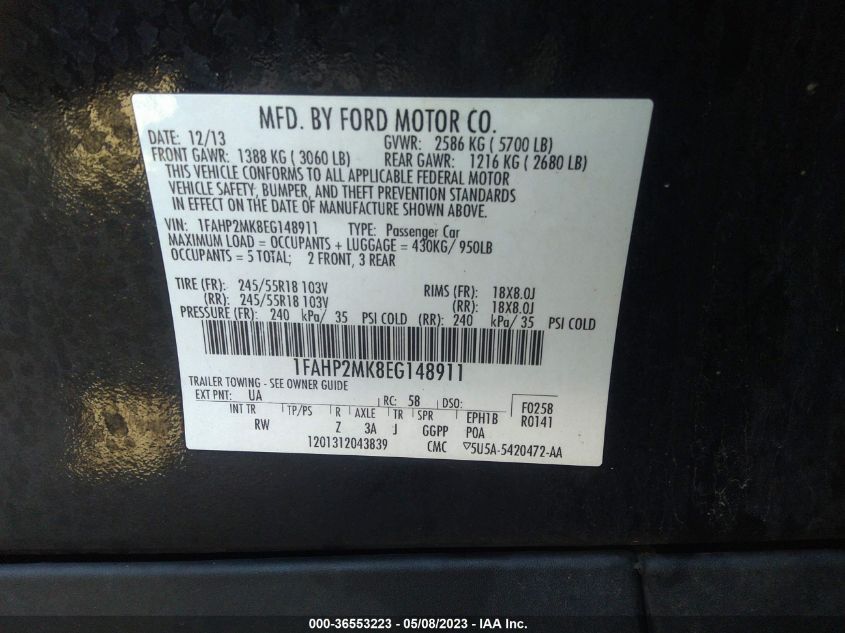 MFD. BY FORD MOTOR CO.
DATE: 12/13 GVWR: 2586 KG ( 5700 LB)
FRONT GAWR: 1388 KG ( 3060 LB) REAR GAWR: 1216 KG ( 2680 LB)
THIS VEHICLE CONFORMS TO ALL APPLICABLE FEDERAL MOTOR
VEHICLE SAFETY, BUMPER, AND THEFT PREVENTION STANDARDS
IN EFFECT ON THE DATE OF MANUFACTURE SHOWN ABOVE.
VIN: 1FAHP2MK8EG148911 TYPE: Passenger Car
MAXIMUM LOAD = OCCUPANTS + LUGGAGE = 430KG/ 950LB
OCCUPANTS = 5 TOTAL; 2 FRONT, 3 REAR
TIRE (FR): 245/55R18 103V RIMS (FR): 18X8.0J
(RR): 245/55R18 103V (RR): 18X8.0J
PRESSURE (FR): 240 kPa/ 35 PSI COLD (RR): 240 kPa/ 35 PSI COLD
1FAHP2MK8EG148911
TRAILER TOWING - SEE OWNER GUIDE
EXT PNT: UA RC: 58 DSO: F0258
INT TR TP/PS R AXLE TR SPR EPH1B R0141
RW Z 3A J GGPP POA
1201312043839 CMC ▽5U5A-5420472-AA
000-36553223 - 05/08/2023 - IAA Inc.